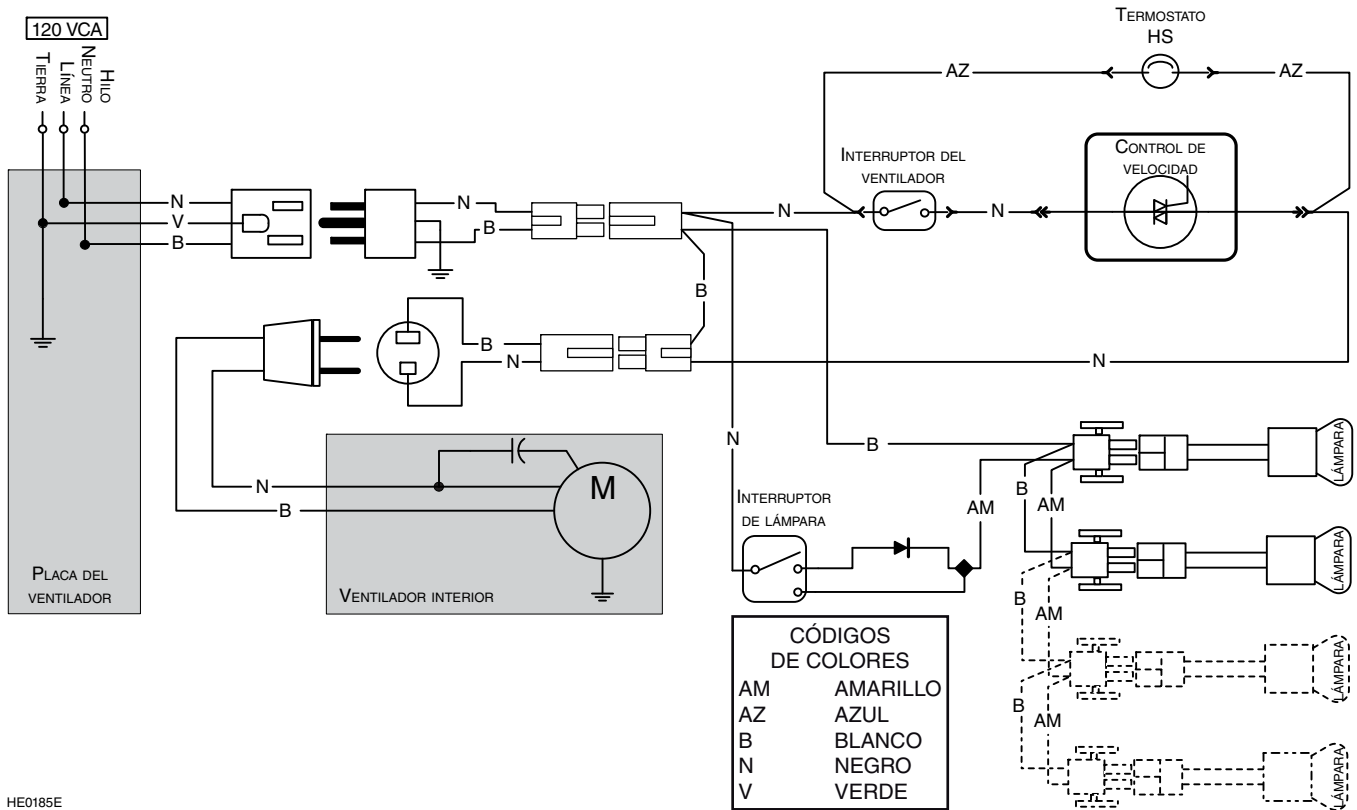 120 VCA
HILO
NEUTRO
LÍNEA
TIERRA
TERMOSTATO
HS
AZ
AZ
INTERRUPTOR DEL
VENTILADOR
CONTROL DE
VELOCIDAD
N
V
B
N
B
N
N
B
B
N
N
N
B
N
B
M
VENTILADOR INTERIOR
PLACA DEL
VENTILADOR
INTERRUPTOR
DE LÁMPARA
AM
B
AM
LÁMPARA
LÁMPARA
B
AM
LÁMPARA
B
AM
LÁMPARA
CÓDIGOS
DE COLORES
AM AMARILLO
AZ AZUL
B BLANCO
N NEGRO
V VERDE
HE0185E